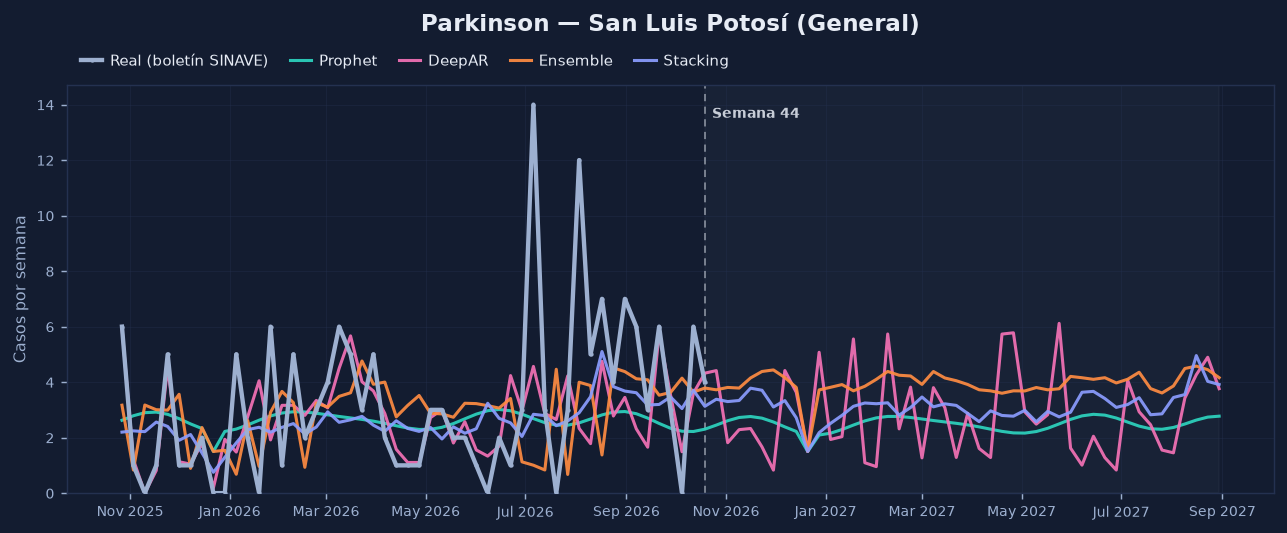 Parkinson — San Luis Potosí (General)
Real (boletín SINAVE) Prophet DeepAR Ensemble Stacking
Semana 44
Casos por semana
14
12
10
8
6
4
2
0
Nov 2025 Jan 2026 Mar 2026 May 2026 Jul 2026 Sep 2026 Nov 2026 Jan 2027 Mar 2027 May 2027 Jul 2027 Sep 2027